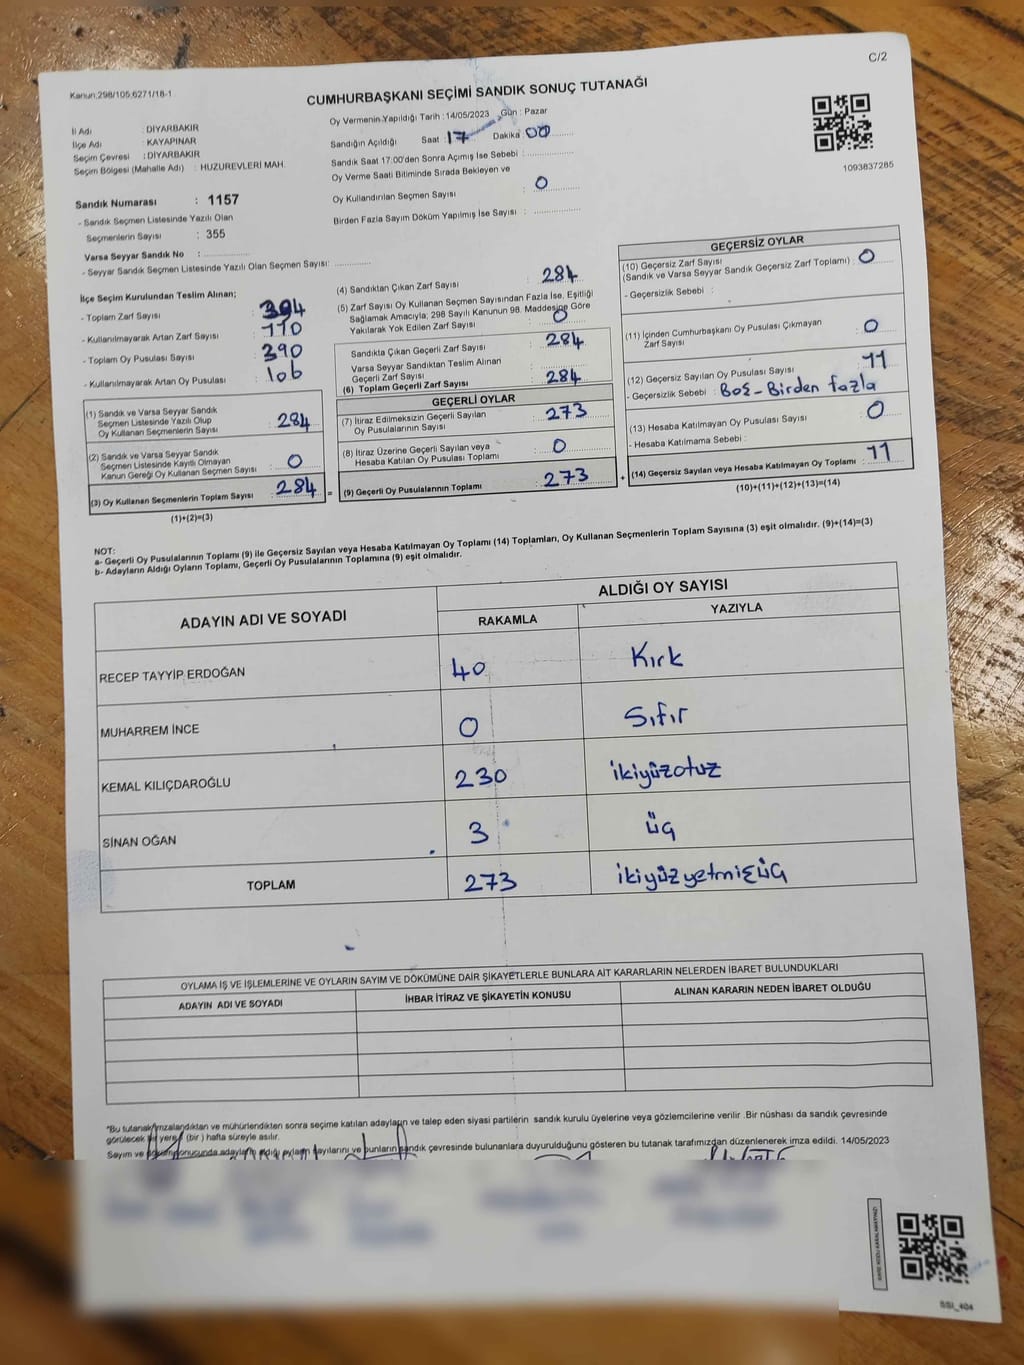 C/2
Kanun:298/105,6271/18-1
CUMHURBAŞKANI SEÇİMİ SANDIK SONUÇ TUTANAĞI
İl Adı : DİYARBAKIR
İlçe Adı : KAYAPINAR
Seçim Çevresi : DİYARBAKIR
Seçim Bölgesi (Mahalle Adı) : HUZUREVLERİ MAH.
Sandık Numarası : 1157
- Sandık Seçmen Listesinde Yazılı Olan
Seçmenlerin Sayısı : 355
Varsa Seyyar Sandık No :
- Seyyar Sandık Seçmen Listesinde Yazılı Olan Seçmen Sayısı:
Oy Vermenin Yapıldığı Tarih : 14/05/2023 Gün : Pazar
Sandığın Açıldığı Saat : 17 Dakika : 00
Sandık Saat 17:00'den Sonra Açımış İse Sebebi :
Oy Verme Saati Bitiminde Sırada Bekleyen ve
Oy Kullandırılan Seçmen Sayısı : 0
Birden Fazla Sayım Döküm Yapılmış İse Sayısı :
1093837285
İlçe Seçim Kurulundan Teslim Alınan;
- Toplam Zarf Sayısı : 394
- Kullanılmayarak Artan Zarf Sayısı : 110
- Toplam Oy Pusulası Sayısı : 390
- Kullanılmayarak Artan Oy Pusulası : 106
(1) Sandık ve Varsa Seyyar Sandık
Seçmen Listesinde Yazılı Olup
Oy Kullanan Seçmenlerin Sayısı : 284
(2) Sandık ve Varsa Seyyar Sandık
Seçmen Listesinde Kayıtlı Olmayan
Kanun Gereği Oy Kullanan Seçmen Sayısı : 0
(3) Oy Kullanan Seçmenlerin Toplam Sayısı : 284 =
(1)+(2)=(3)
(4) Sandıktan Çıkan Zarf Sayısı : 284
(5) Zarf Sayısı Oy Kullanan Seçmen Sayısından Fazla İse, Eşitliği
Sağlamak Amacıyla; 298 Sayılı Kanunun 98. Maddesine Göre
Yakılarak Yok Edilen Zarf Sayısı : 0
Sandıkta Çıkan Geçerli Zarf Sayısı : 284
Varsa Seyyar Sandıktan Teslim Alınan
Geçerli Zarf Sayısı :
(6) Toplam Geçerli Zarf Sayısı : 284
GEÇERLİ OYLAR
(7) İtiraz Edilmeksizin Geçerli Sayılan
Oy Pusulalarının Sayısı : 273
(8) İtiraz Üzerine Geçerli Sayılan veya
Hesaba Katılan Oy Pusulası Toplamı : 0
(9) Geçerli Oy Pusulalarının Toplamı : 273 +
GEÇERSİZ OYLAR
(10) Geçersiz Zarf Sayısı
(Sandık ve Varsa Seyyar Sandık Geçersiz Zarf Toplamı) : 0
- Geçersizlik Sebebi :
(11) İçinden Cumhurbaşkanı Oy Pusulası Çıkmayan
Zarf Sayısı : 0
(12) Geçersiz Sayılan Oy Pusulası Sayısı : 11
- Geçersizlik Sebebi : Boş - Birden fazla
(13) Hesaba Katılmayan Oy Pusulası Sayısı : 0
- Hesaba Katılmama Sebebi :
(14) Geçersiz Sayılan veya Hesaba Katılmayan Oy Toplamı : 11
(10)+(11)+(12)+(13)=(14)
NOT:
a- Geçerli Oy Pusulalarının Toplamı (9) ile Geçersiz Sayılan veya Hesaba Katılmayan Oy Toplamı (14) Toplamları, Oy Kullanan Seçmenlerin Toplam Sayısına (3) eşit olmalıdır. (9)+(14)=(3)
b- Adayların Aldığı Oyların Toplamı, Geçerli Oy Pusulalarının Toplamına (9) eşit olmalıdır.
ADAYIN ADI VE SOYADI
ALDIĞI OY SAYISI
RAKAMLA YAZIYLA
RECEP TAYYİP ERDOĞAN 40 Kırk
MUHARREM İNCE 0 Sıfır
KEMAL KILIÇDAROĞLU 230 ikiyüzotuz
SİNAN OĞAN 3 üç
TOPLAM 273 ikiyüzyetmişüç
OYLAMA İŞ VE İŞLEMLERİNE VE OYLARIN SAYIM VE DÖKÜMÜNE DAİR ŞİKAYETLERLE BUNLARA AİT KARARLARIN NELERDEN İBARET BULUNDUKLARI
ADAYIN ADI VE SOYADI İHBAR İTİRAZ VE ŞİKAYETİN KONUSU ALINAN KARARIN NEDEN İBARET OLDUĞU
*Bu tutanak imzalandıktan ve mühürlendikten sonra seçime katılan adayların ve talep eden siyasi partilerin sandık kurulu üyelerine veya gözlemcilerine verilir .Bir nüshası da sandık çevresinde
görülecek bir yere (bir) hafta süreyle asılır.
Sayım ve döküm sonucunda adayların aldığı oyların sayılarını ve bunların sandık çevresinde bulunanlara duyurulduğunu gösteren bu tutanak tarafımızdan düzenlenerek imza edildi. 14/05/2023
SSI_404